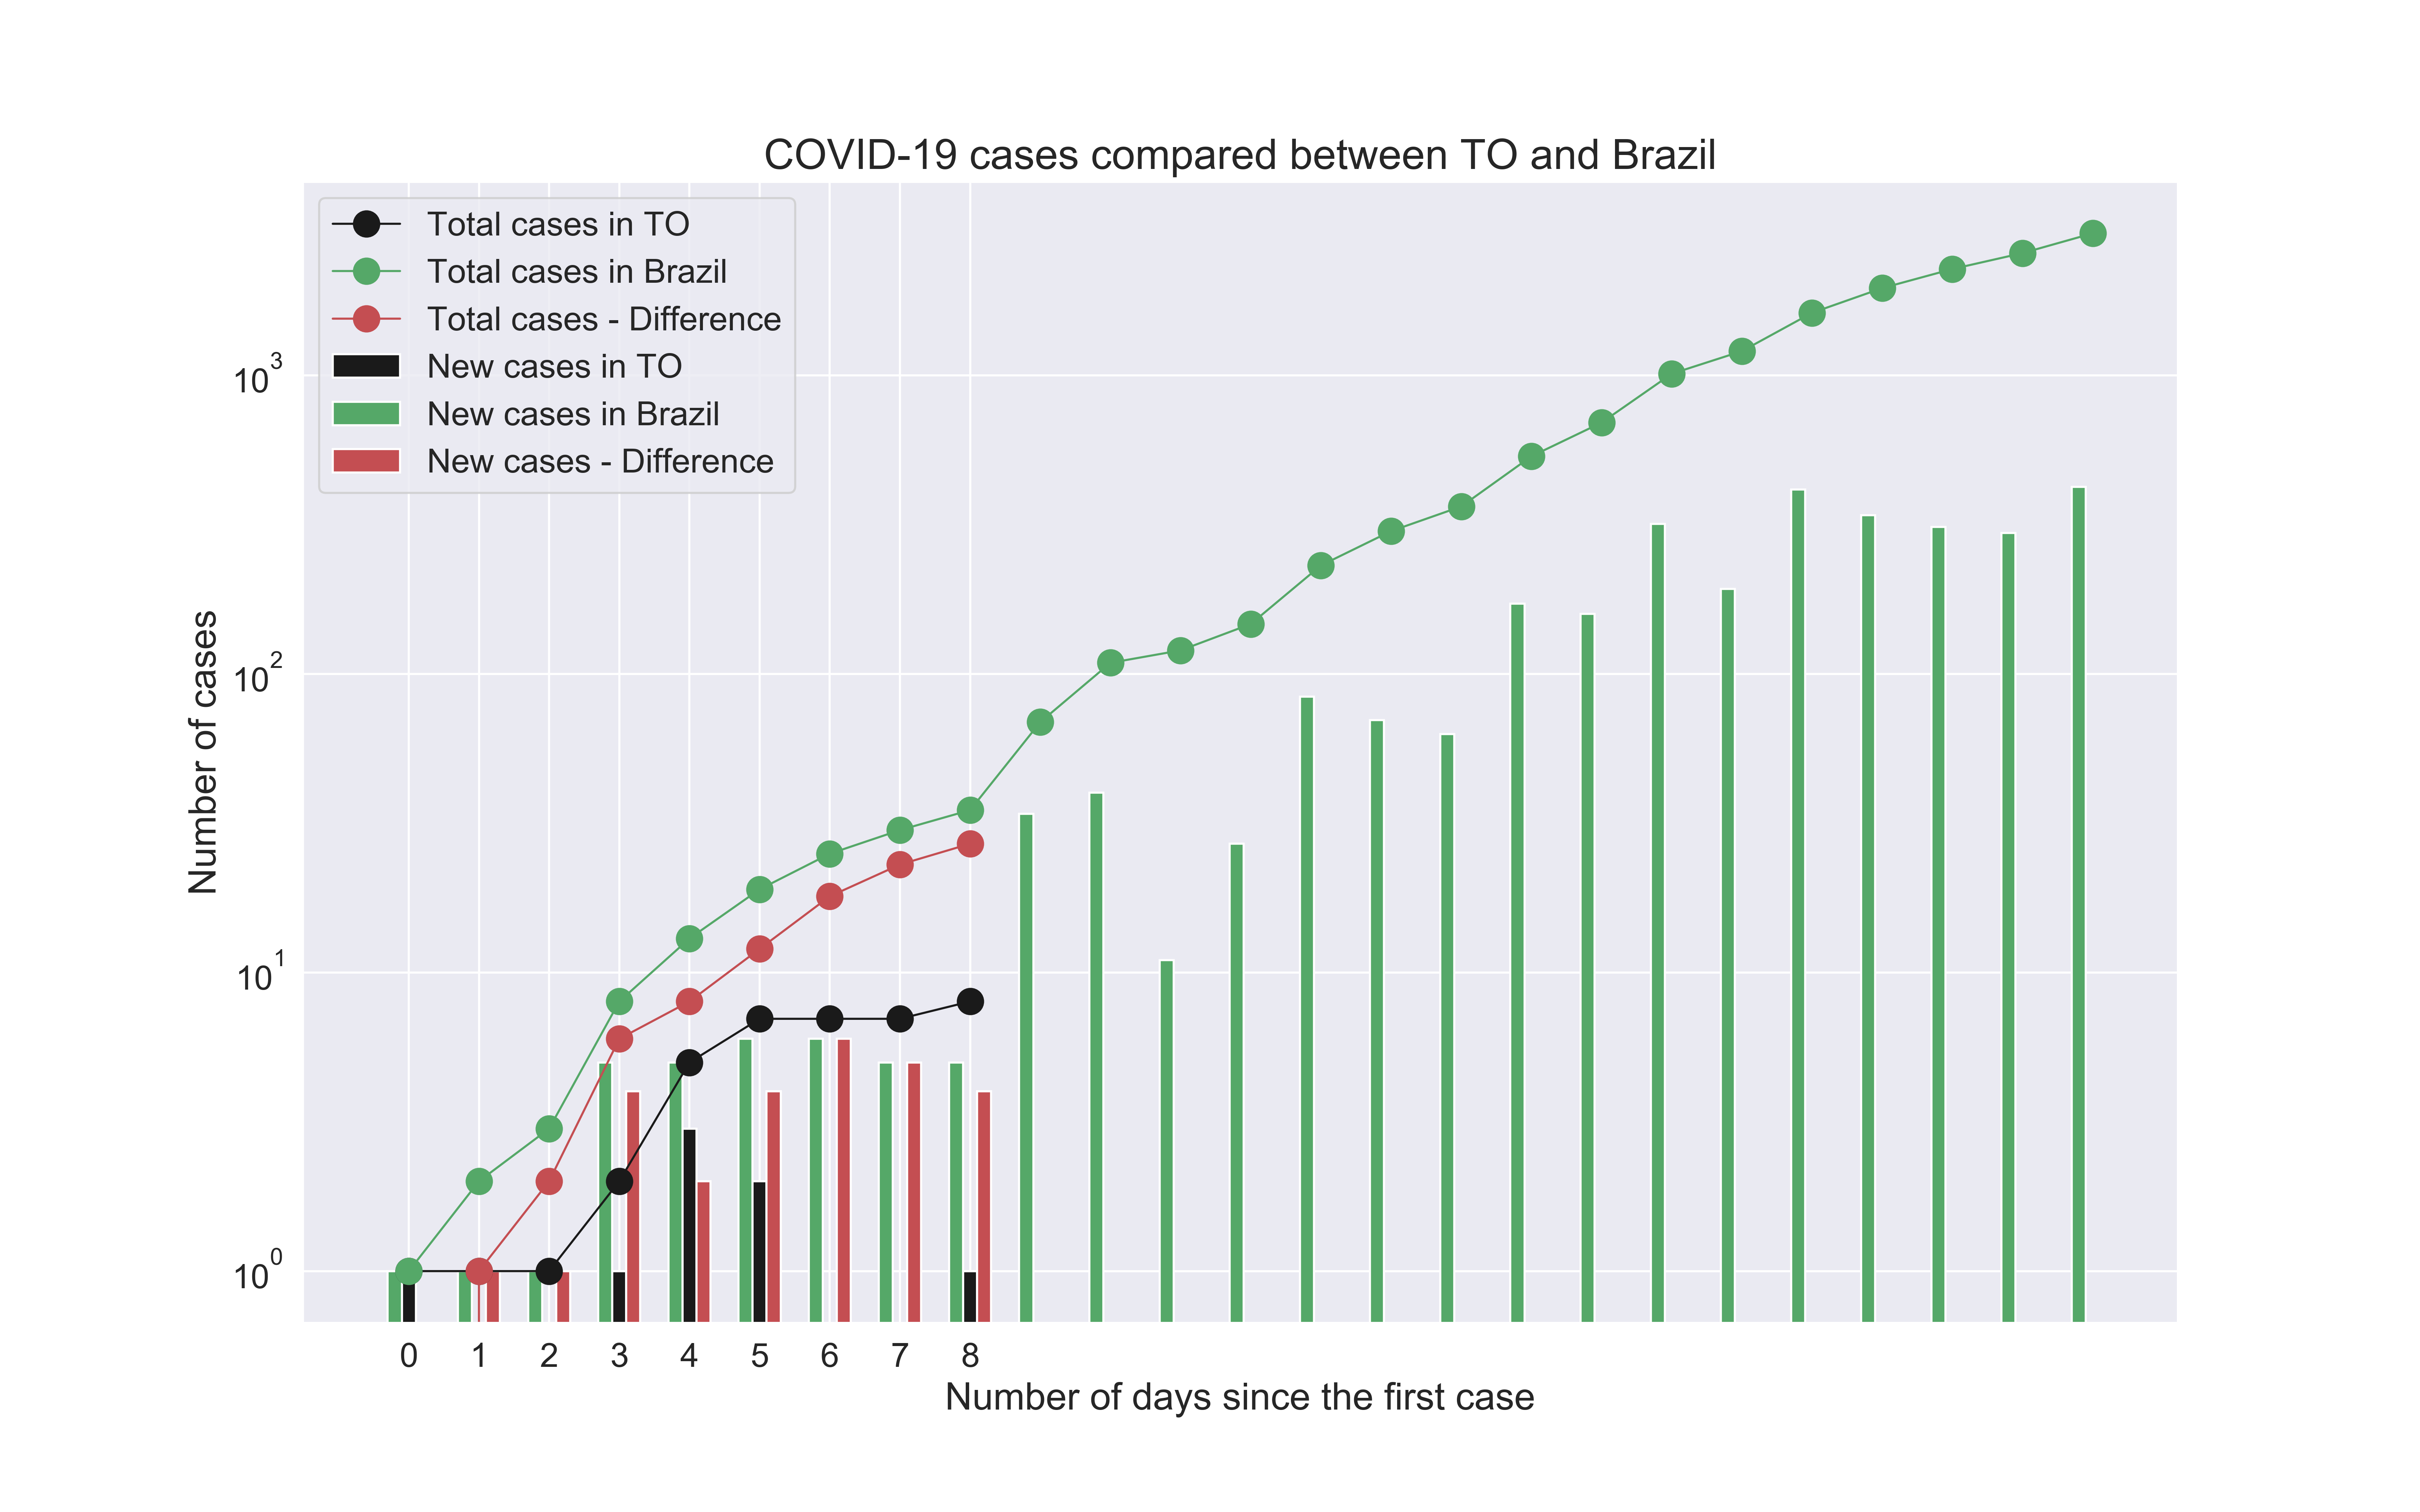 COVID-19 cases compared between TO and Brazil
Total cases in TO
Total cases in Brazil
Total cases - Difference
New cases in TO
New cases in Brazil
New cases - Difference
Number of cases
10³
10²
10¹
10⁰
0 1 2 3 4 5 6 7 8
Number of days since the first case